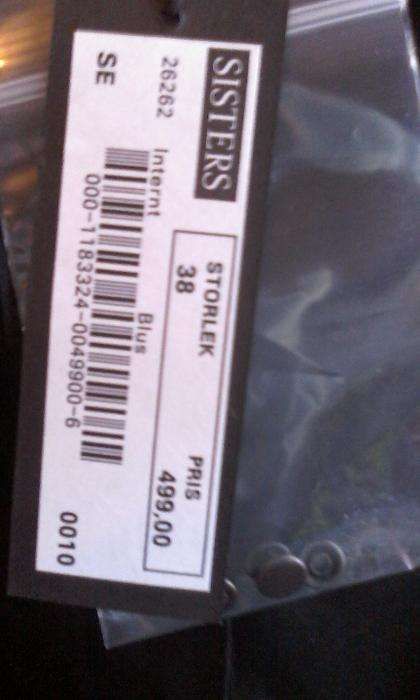 SISTERS
STORLEK PRIS
38 499,00
26262 Internt Blus
000-1183324-0049900-6
SE 0010